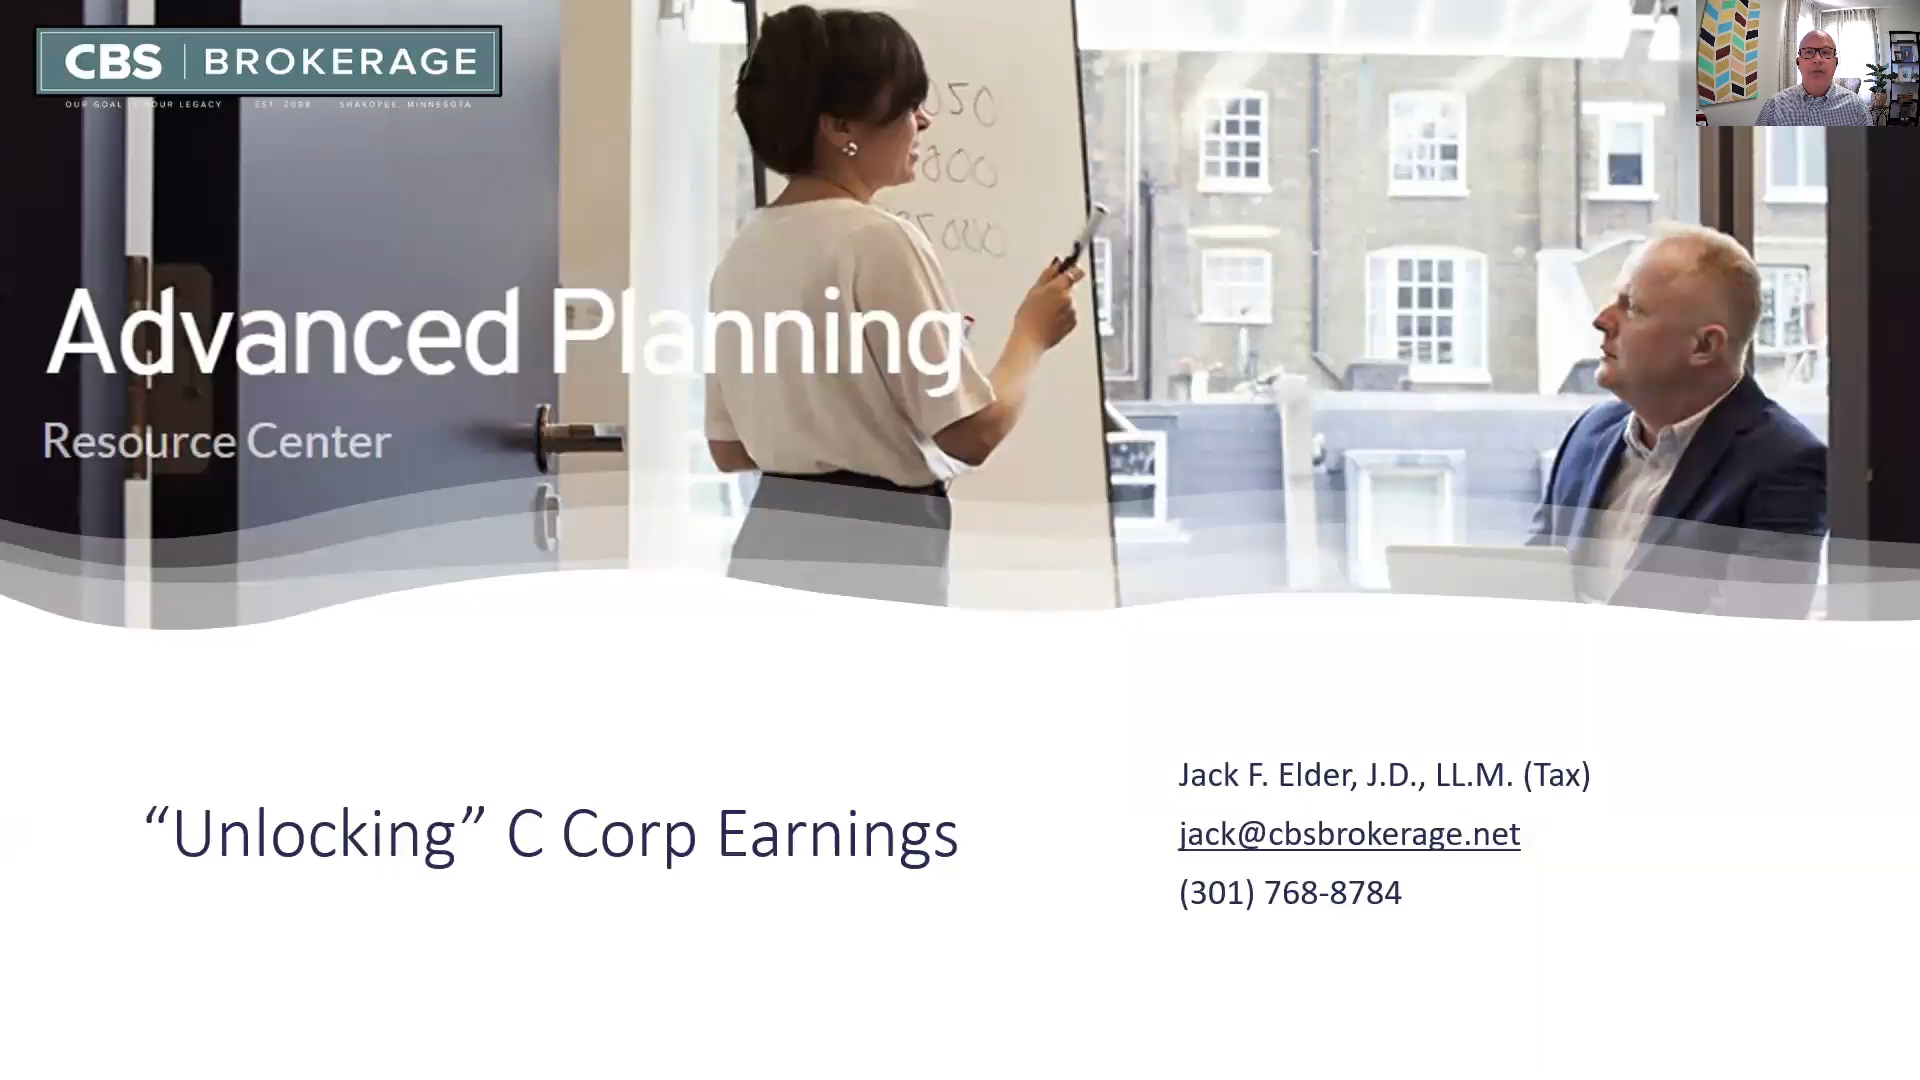 CBS | BROKERAGE
OUR GOAL IS YOUR LEGACY EST. 2009 SHAKOPEE, MINNESOTA
Advanced Planning
Resource Center
“Unlocking” C Corp Earnings
Jack F. Elder, J.D., LL.M. (Tax)
jack@cbsbrokerage.net
(301) 768-8784